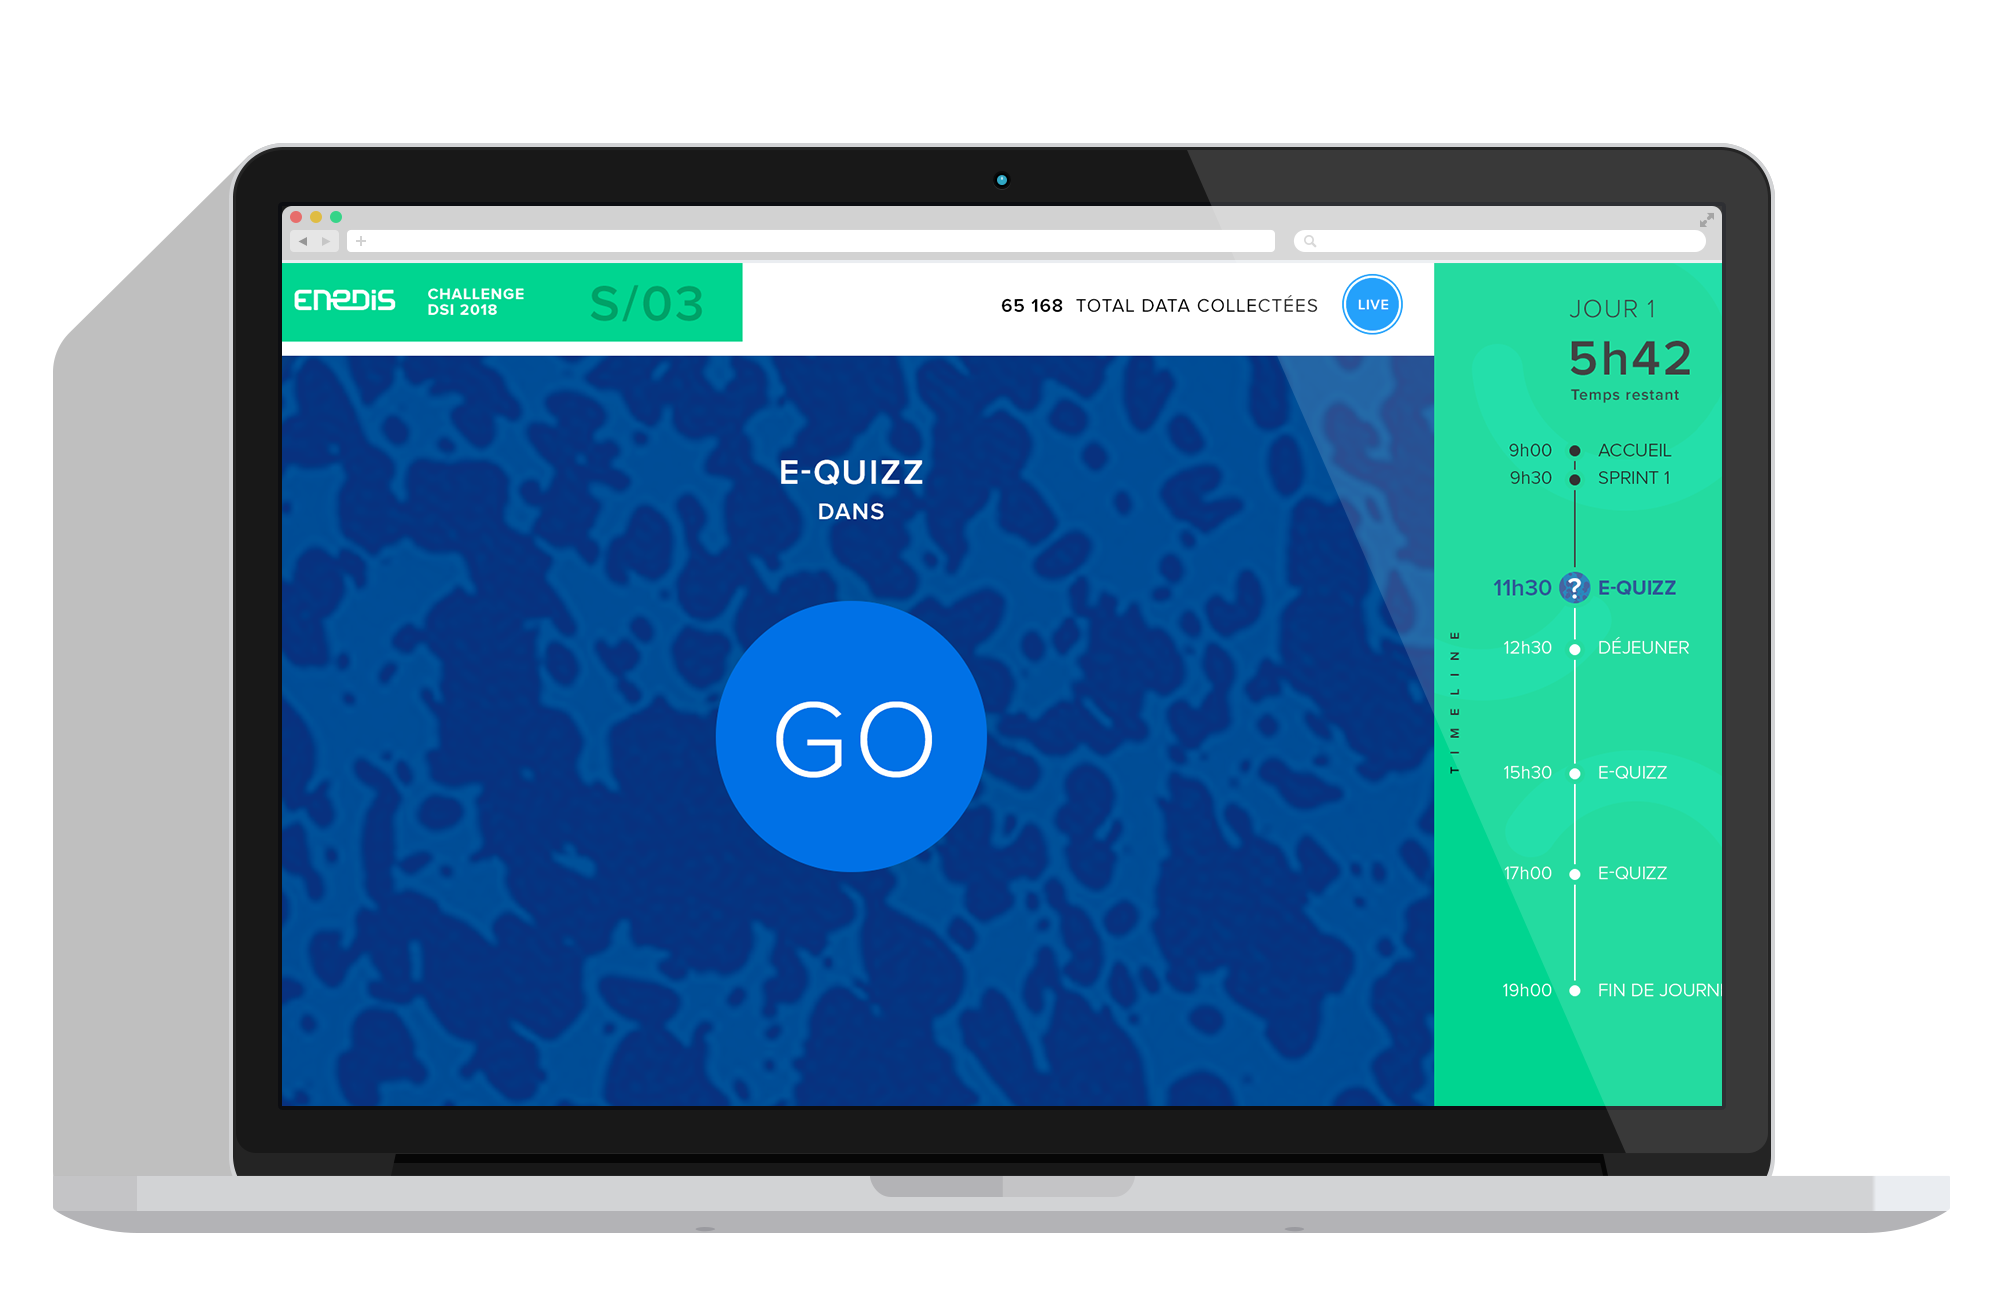 ENEDIS
CHALLENGE
DSI 2018
S/03
65 168 TOTAL DATA COLLECTÉES
LIVE
E-QUIZZ
DANS
GO
JOUR 1
5h42
Temps restant
TIMELINE
9h00 ACCUEIL
9h30 SPRINT 1
11h30 ? E-QUIZZ
12h30 DÉJEUNER
15h30 E-QUIZZ
17h00 E-QUIZZ
19h00 FIN DE JOURN